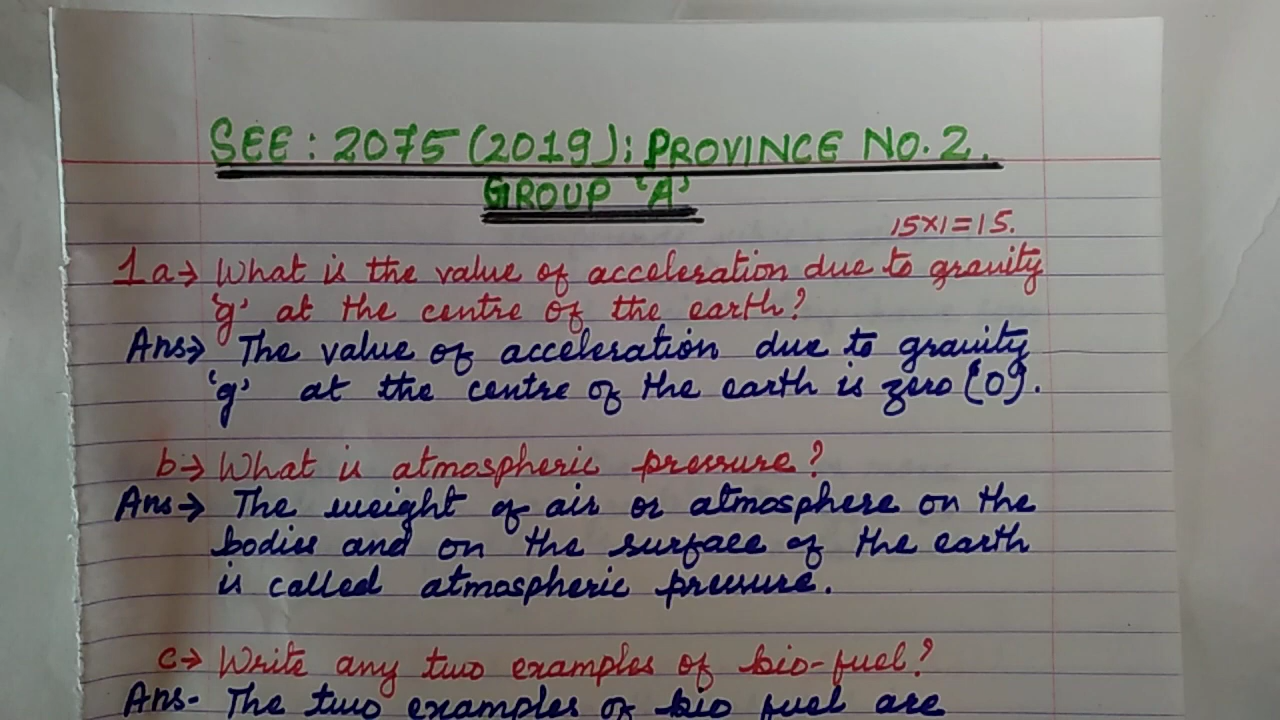 SEE: 2075 (2019): PROVINCE NO. 2.
GROUP 'A'
15×1=15.
1 a→ What is the value of acceleration due to gravity
'g' at the centre of the earth?
Ans→ The value of acceleration due to gravity
'g' at the centre of the earth is zero (0).
b→ What is atmospheric pressure?
Ans→ The weight of air or atmosphere on the
bodies and on the surface of the earth
is called atmospheric pressure.
c→ Write any two examples of bio-fuel?
Ans- The two examples of bio fuel are